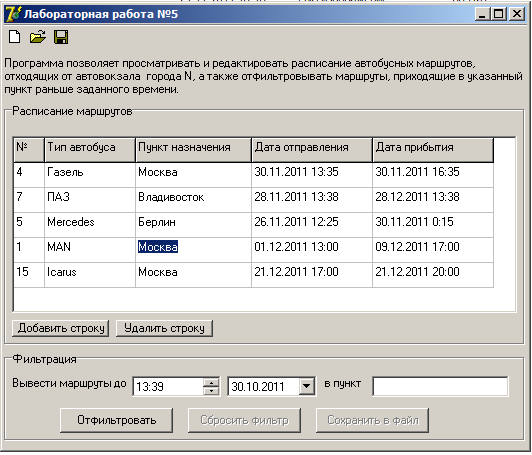 Лабораторная работа №5
Программа позволяет просматривать и редактировать расписание автобусных маршрутов,
отходящих от автовокзала города N, а также отфильтровывать маршруты, приходящие в указанный
пункт раньше заданного времени.
Расписание маршрутов
№ Тип автобуса Пункт назначения Дата отправления Дата прибытия
4 Газель Москва 30.11.2011 13:35 30.11.2011 16:35
7 ПАЗ Владивосток 28.11.2011 13:38 28.12.2011 13:38
5 Mercedes Берлин 26.11.2011 12:25 30.11.2011 0:15
1 MAN Москва 01.12.2011 13:00 09.12.2011 17:00
15 Icarus Москва 21.12.2011 17:00 21.12.2011 20:00
Добавить строку Удалить строку
Фильтрация
Вывести маршруты до 13:39 30.10.2011 в пункт
Отфильтровать Сбросить фильтр Сохранить в файл